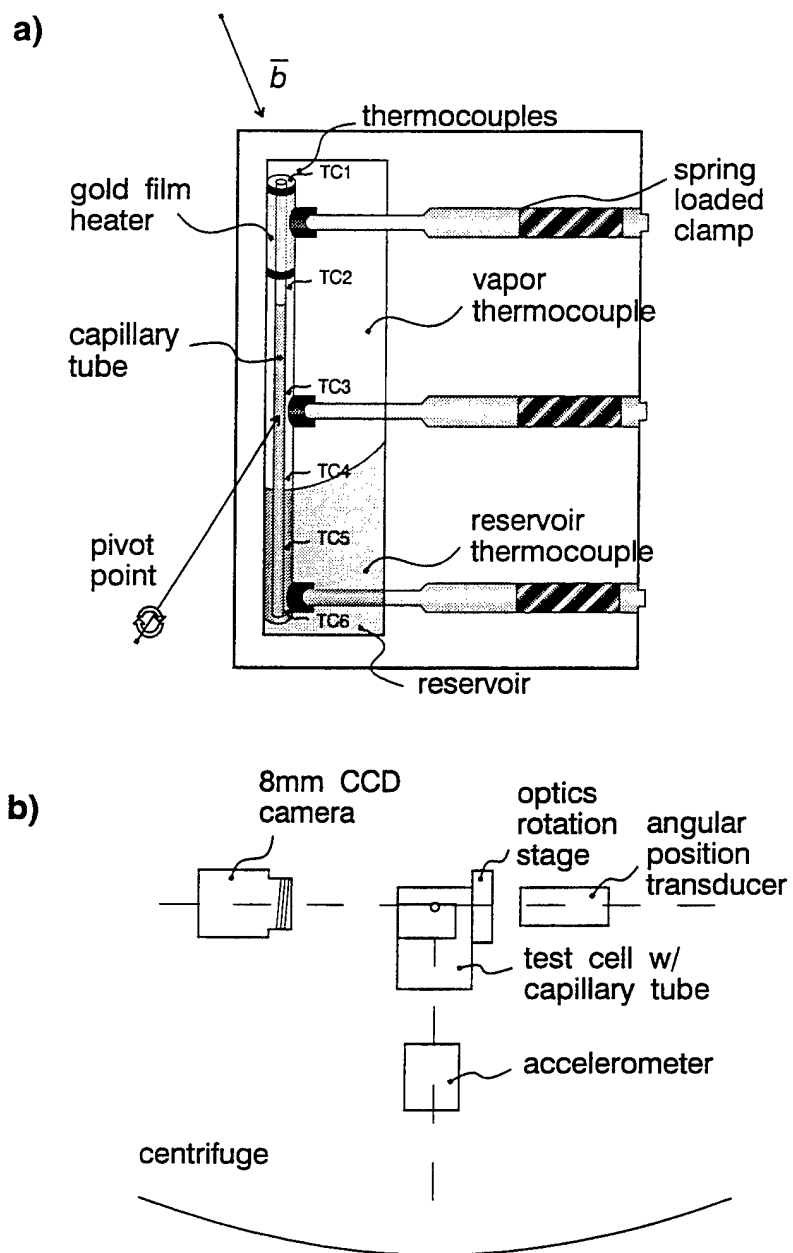 a)
b
thermocouples
TC1
gold film
heater
spring
loaded
clamp
TC2
vapor
thermocouple
capillary
tube
TC3
TC4
reservoir
thermocouple
pivot
point
TC5
TC6
reservoir
b)
8mm CCD
camera
optics
rotation
stage
angular
position
transducer
test cell w/
capillary tube
accelerometer
centrifuge